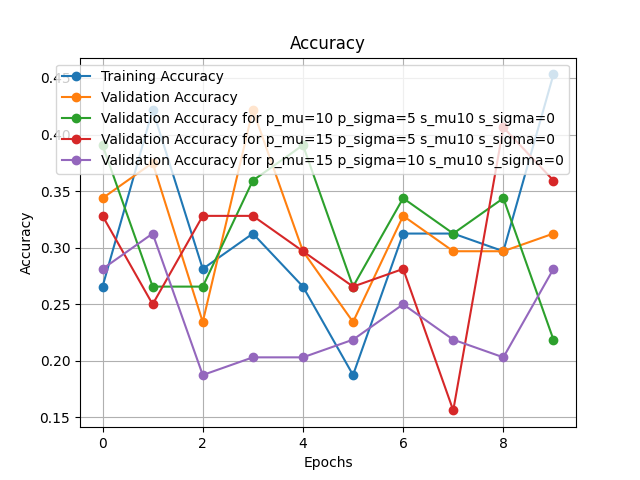 Accuracy
Training Accuracy
Validation Accuracy
Validation Accuracy for p_mu=10 p_sigma=5 s_mu10 s_sigma=0
Validation Accuracy for p_mu=15 p_sigma=5 s_mu10 s_sigma=0
Validation Accuracy for p_mu=15 p_sigma=10 s_mu10 s_sigma=0
0.45
0.40
0.35
0.30
0.25
0.20
0.15
Accuracy
0 2 4 6 8
Epochs